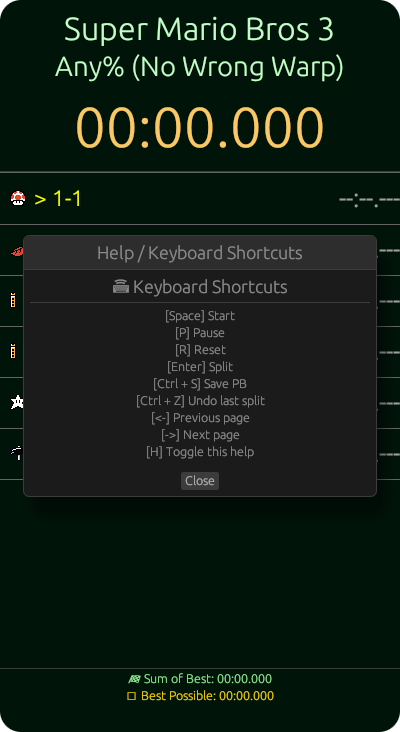 Super Mario Bros 3
Any% (No Wrong Warp)
00:00.000
> 1-1 --:--.---
Help / Keyboard Shortcuts
Keyboard Shortcuts
[Space] Start
[P] Pause
[R] Reset
[Enter] Split
[Ctrl + S] Save PB
[Ctrl + Z] Undo last split
[<-] Previous page
[->] Next page
[H] Toggle this help
Close
Sum of Best: 00:00.000
Best Possible: 00:00.000